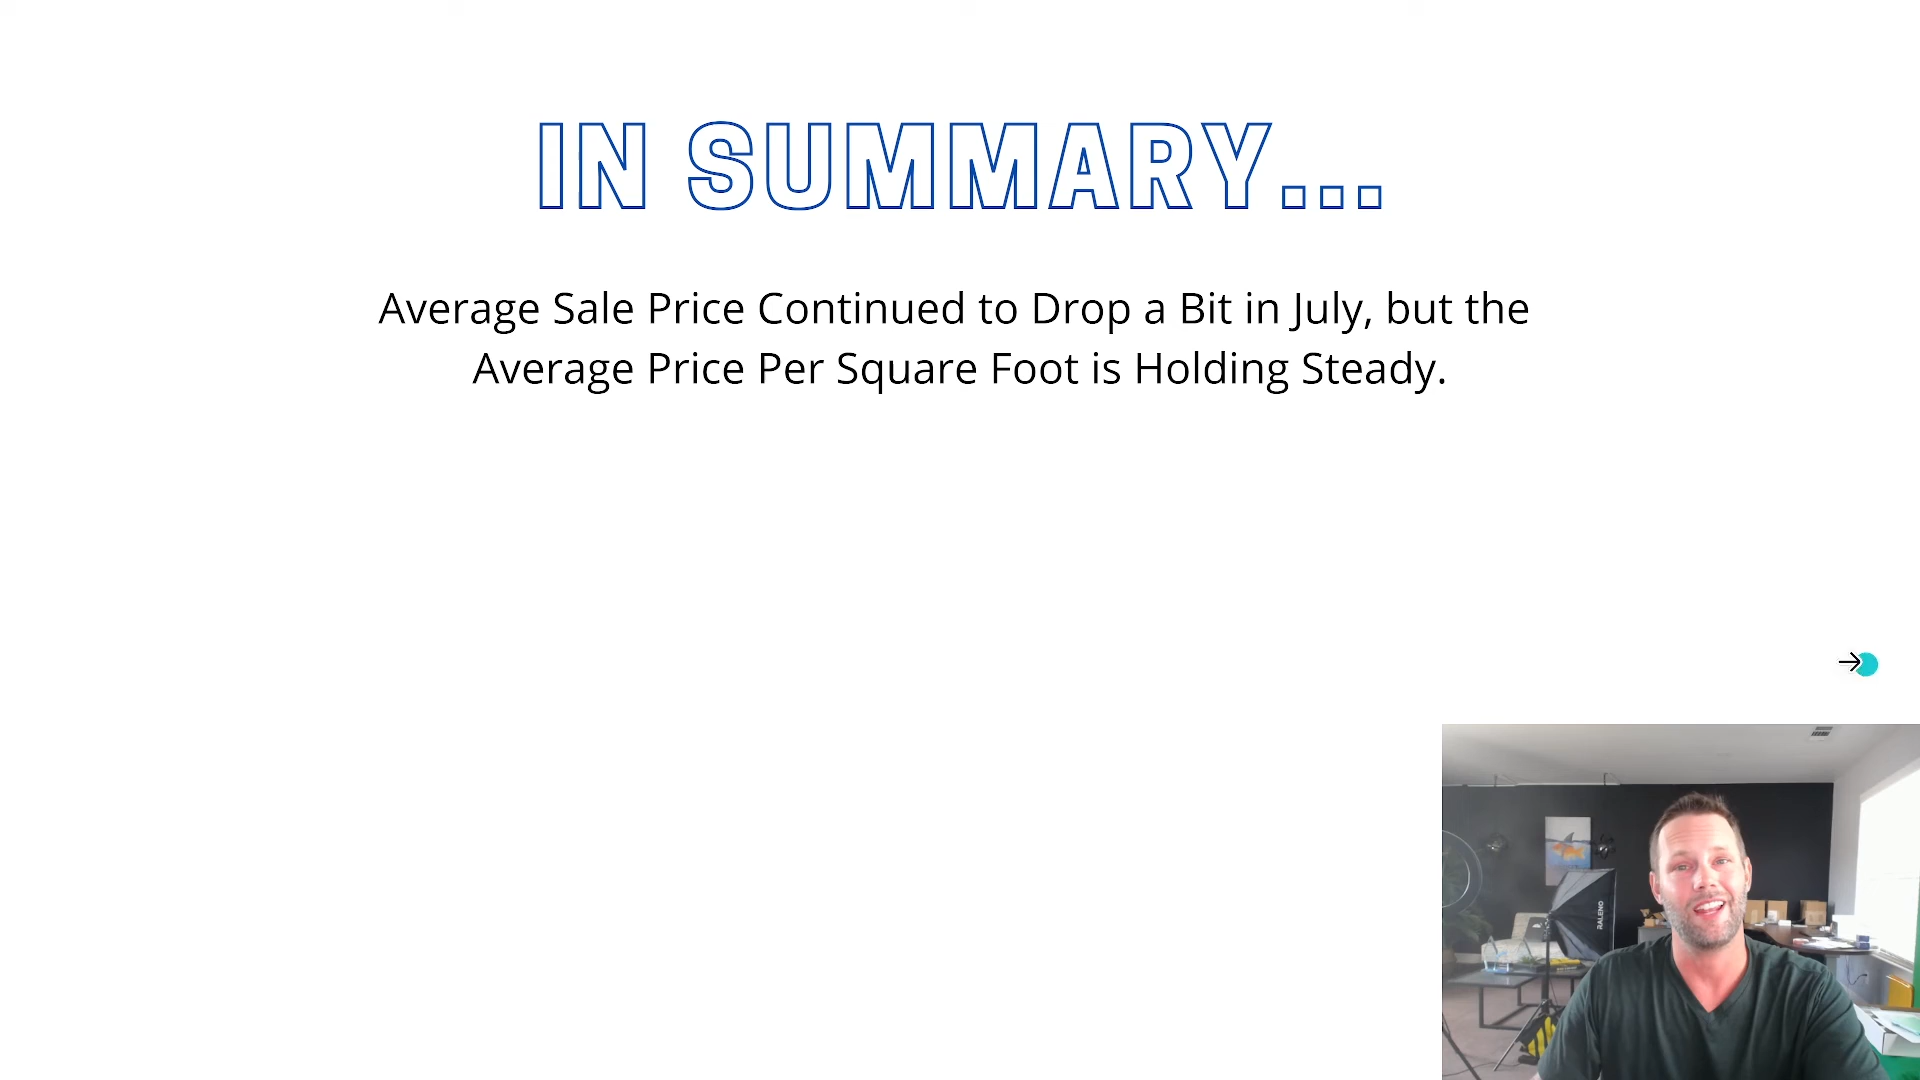 IN SUMMARY...
Average Sale Price Continued to Drop a Bit in July, but the
Average Price Per Square Foot is Holding Steady.
RALENO